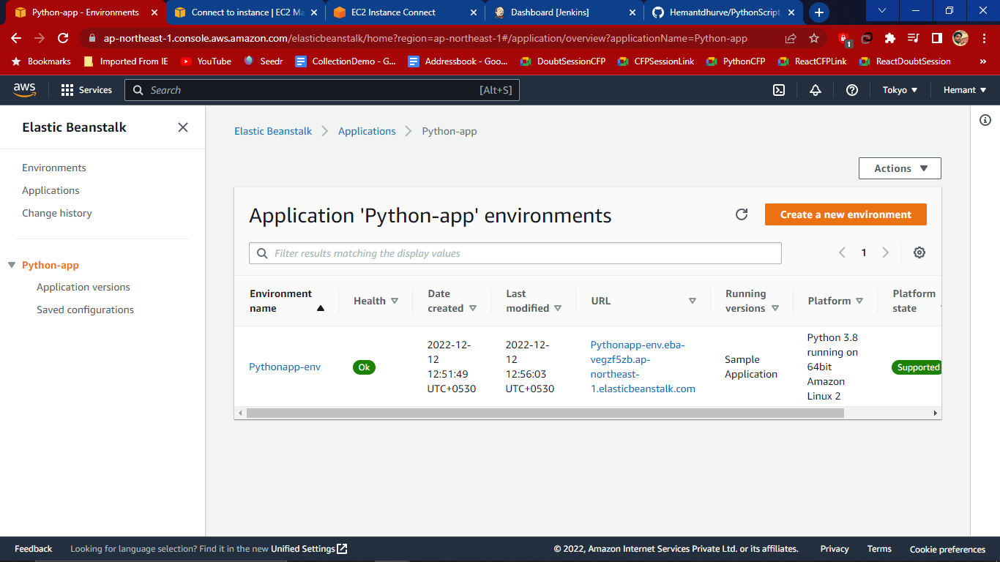 Python-app - Environments
Connect to instance | EC2 Ma
EC2 Instance Connect
Dashboard [Jenkins]
Hemantdhurve/PythonScript
ap-northeast-1.console.aws.amazon.com/elasticbeanstalk/home?region=ap-northeast-1#/application/overview?applicationName=Python-app
1
Bookmarks
Imported From IE
YouTube
Seedr
CollectionDemo - G...
Addressbook - Goo...
DoubtSessionCFP
CFPSessionLink
PythonCFP
ReactCFPLink
ReactDoubtSession
»
aws
Services
Search
[Alt+S]
Tokyo
Hemant
Elastic Beanstalk
Environments
Applications
Change history
Python-app
Application versions
Saved configurations
Elastic Beanstalk
Applications
Python-app
Actions
Application 'Python-app' environments
Create a new environment
Filter results matching the display values
1
Environment
name
Health
Date
created
Last
modified
URL
Running
versions
Platform
Platform
state
Pythonapp-env
Ok
2022-12-
12
12:51:49
UTC+0530
2022-12-
12
12:56:03
UTC+0530
Pythonapp-env.eba-
vegzf5zb.ap-
northeast-
1.elasticbeanstalk.com
Sample
Application
Python 3.8
running on
64bit
Amazon
Linux 2
Supported
Feedback
Looking for language selection? Find it in the new Unified Settings
© 2022, Amazon Internet Services Private Ltd. or its affiliates.
Privacy
Terms
Cookie preferences